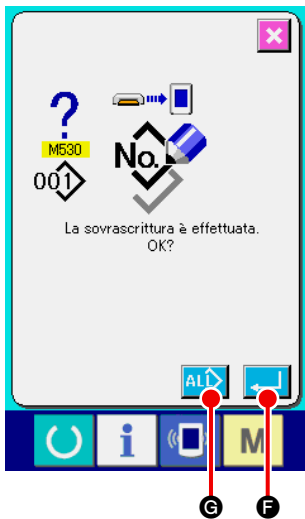 ?
M530
No.
001
La sovrascrittura è effettuata.
OK?
ALL
i
M
G
F